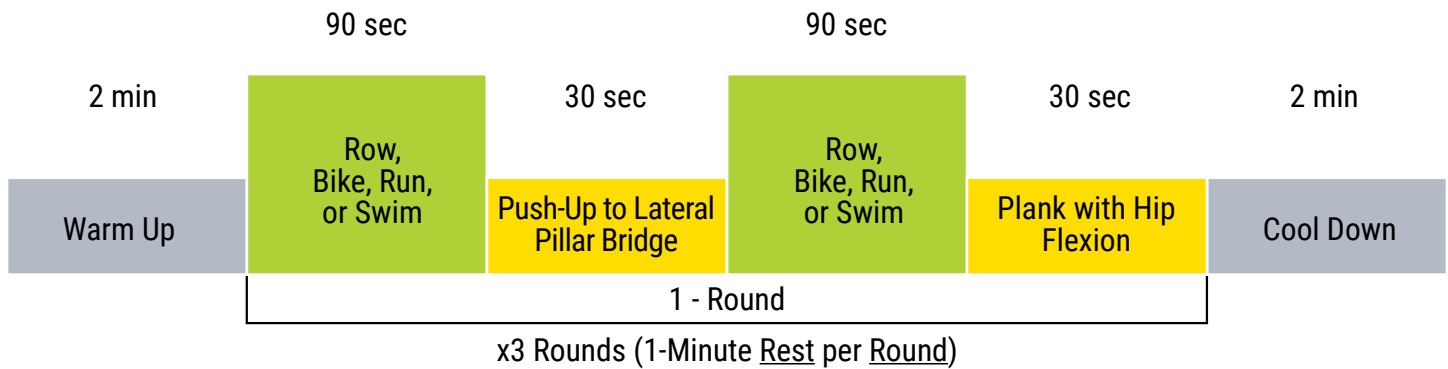 90 sec
90 sec
2 min
30 sec
30 sec
2 min
Row,
Bike, Run,
or Swim
Row,
Bike, Run,
or Swim
Warm Up
Push-Up to Lateral
Pillar Bridge
Plank with Hip
Flexion
Cool Down
1 - Round
x3 Rounds (1-Minute Rest per Round)